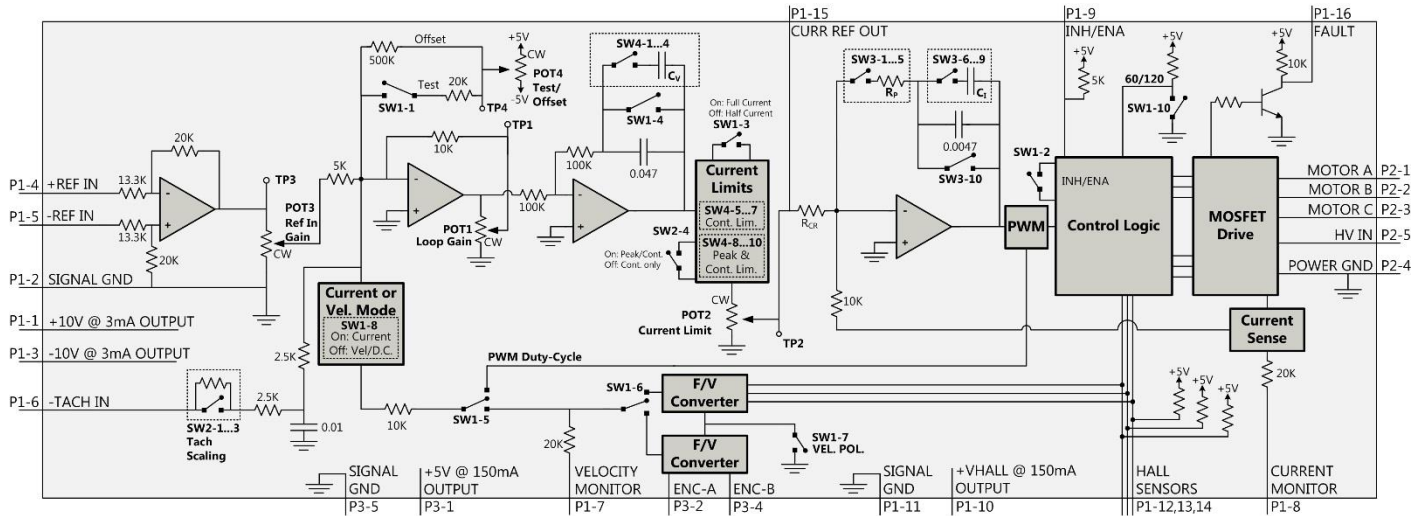 P1-15
CURR REF OUT
P1-9
INH/ENA
P1-16
FAULT
Offset
500K
+5V
CW
-5V
POT4
Test/
Offset
Test
20K
SW1-1
TP4
SW4-1...4
CV
SW1-4
0.047
100K
On: Full Current
Off: Half Current
SW1-3
SW3-1...5
RP
SW3-6...9
CI
0.0047
SW3-10
+5V
5K
+5V
60/120
SW1-10
+5V
10K
20K
TP1
10K
P1-4
+REF IN
13.3K
-
+
P1-5
-REF IN
13.3K
20K
TP3
POT3
Ref In
Gain
CW
5K
-
+
POT1
Loop Gain
CW
100K
-
+
Current
Limits
SW4-5...7
Cont. Lim.
SW4-8...10
Peak &
Cont. Lim.
SW2-4
On: Peak/Cont.
Off: Cont. only
CW
POT2
Current Limit
TP2
RCR
-
+
10K
SW1-2
PWM
INH/ENA
Control Logic
MOSFET
Drive
MOTOR A
P2-1
MOTOR B
P2-2
MOTOR C
P2-3
HV IN
P2-5
POWER GND
P2-4
P1-2
SIGNAL GND
P1-1
+10V @ 3mA OUTPUT
P1-3
-10V @ 3mA OUTPUT
P1-6
-TACH IN
SW2-1...3
Tach
Scaling
2.5K
2.5K
0.01
Current or
Vel. Mode
SW1-8
On: Current
Off: Vel/D.C.
10K
PWM Duty-Cycle
SW1-5
20K
SW1-6
F/V
Converter
F/V
Converter
SW1-7
VEL. POL.
Current
Sense
20K
+5V
+5V
+5V
SIGNAL
GND
P3-5
+5V @ 150mA
OUTPUT
P3-1
VELOCITY
MONITOR
P1-7
ENC-A
P3-2
ENC-B
P3-4
SIGNAL
GND
P1-11
+VHALL @ 150mA
OUTPUT
P1-10
HALL
SENSORS
P1-12,13,14
CURRENT
MONITOR
P1-8